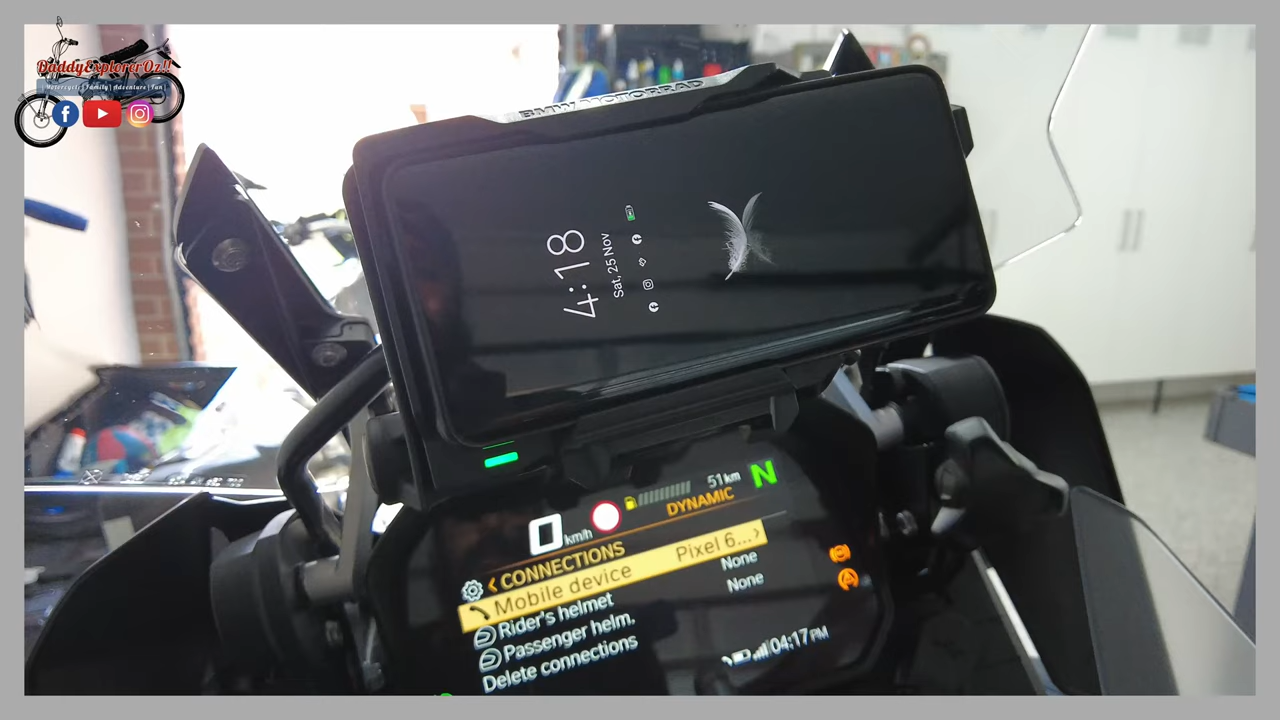 DaddyExplorerOz!!
| Motorcycle | Family | Adventure | Fun |
BMW MOTORRAD
4:18
Sat, 25 Nov
51 km
N
0 km/h
DYNAMIC
CONNECTIONS
Mobile device Pixel 6...
Rider's helmet None
Passenger helm. None
Delete connections
04:17 PM